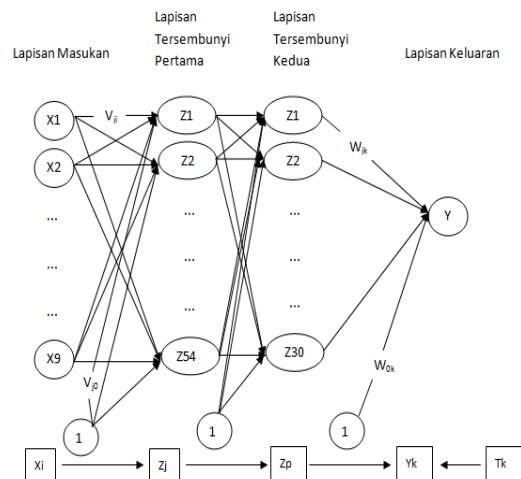 Lapisan Masukan
Lapisan
Tersembunyi
Pertama
Lapisan
Tersembunyi
Kedua
Lapisan Keluaran
X1
Vji
Z1
Z1
Wjk
X2
Z2
Z2
Y
...
...
...
...
...
...
...
...
...
X9
Z54
Z30
Vj0
W0k
1
1
1
Xi
Zj
Zp
Yk
Tk